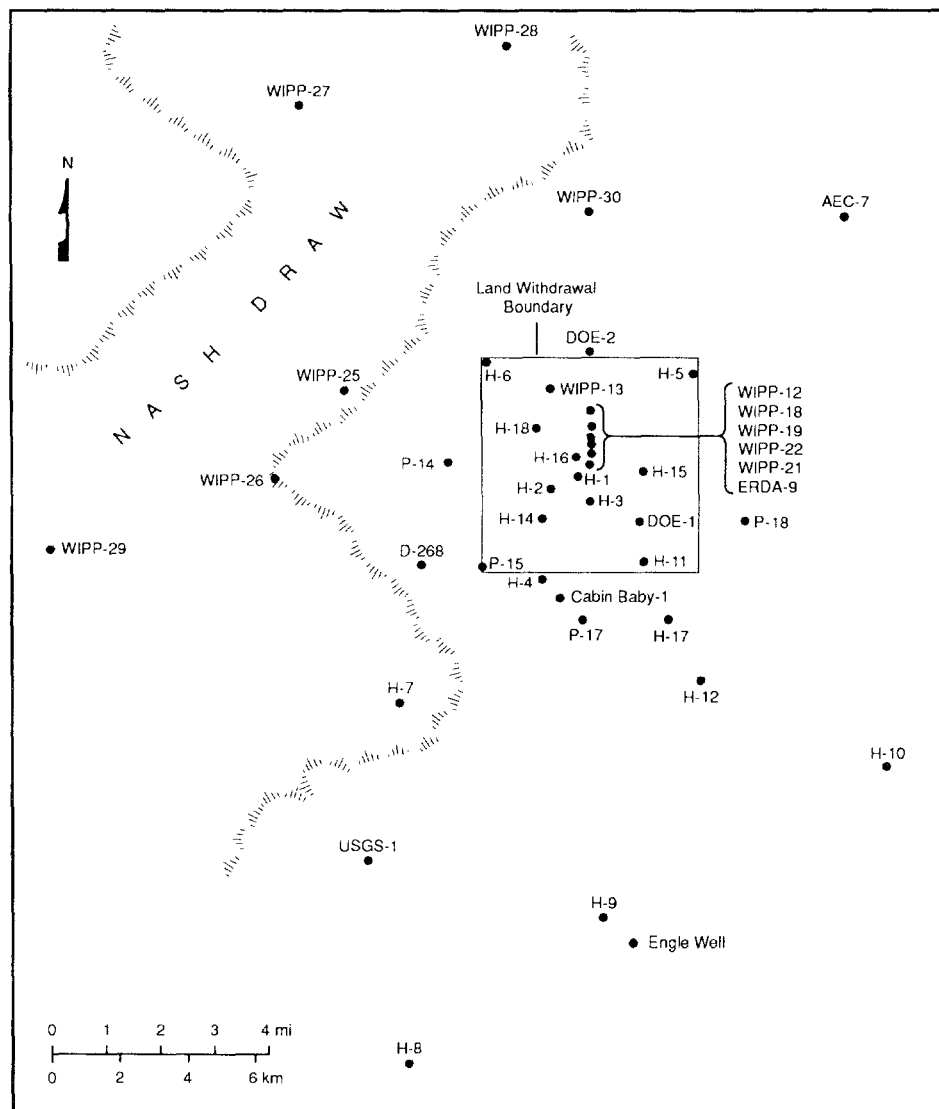 WIPP-28
WIPP-27
N
WIPP-30
AEC-7
NASH DRAW
Land Withdrawal
Boundary
DOE-2
H-6
H-5
WIPP-25
WIPP-13
WIPP-12
WIPP-18
WIPP-19
WIPP-22
WIPP-21
ERDA-9
H-18
P-14
H-16
H-15
WIPP-26
H-1
H-2
H-3
H-14
DOE-1
P-18
WIPP-29
D-268
P-15
H-11
H-4
Cabin Baby-1
P-17
H-17
H-7
H-12
H-10
USGS-1
H-9
Engle Well
0 1 2 3 4 mi
0 2 4 6 km
H-8